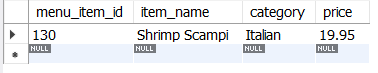 menu_item_id item_name category price
130 Shrimp Scampi Italian 19.95
NULL NULL NULL NULL